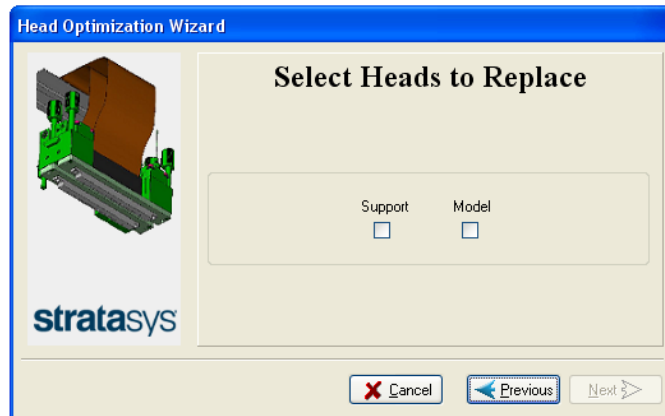 Head Optimization Wizard
Select Heads to Replace
Support Model
stratasys
Cancel Previous Next